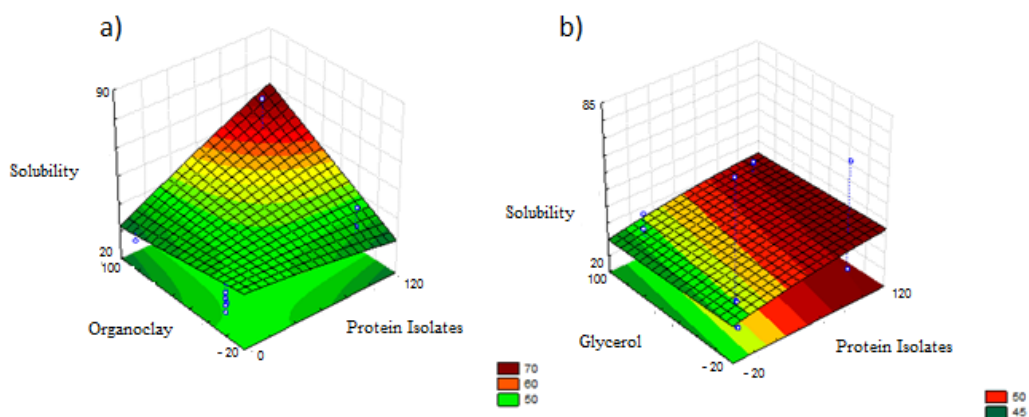 a)
90
Solubility
20
100
Organoclay
- 20
0
Protein Isolates
120
70
60
50
b)
85
Solubility
20
100
Glycerol
- 20
- 20
Protein Isolates
120
50
45